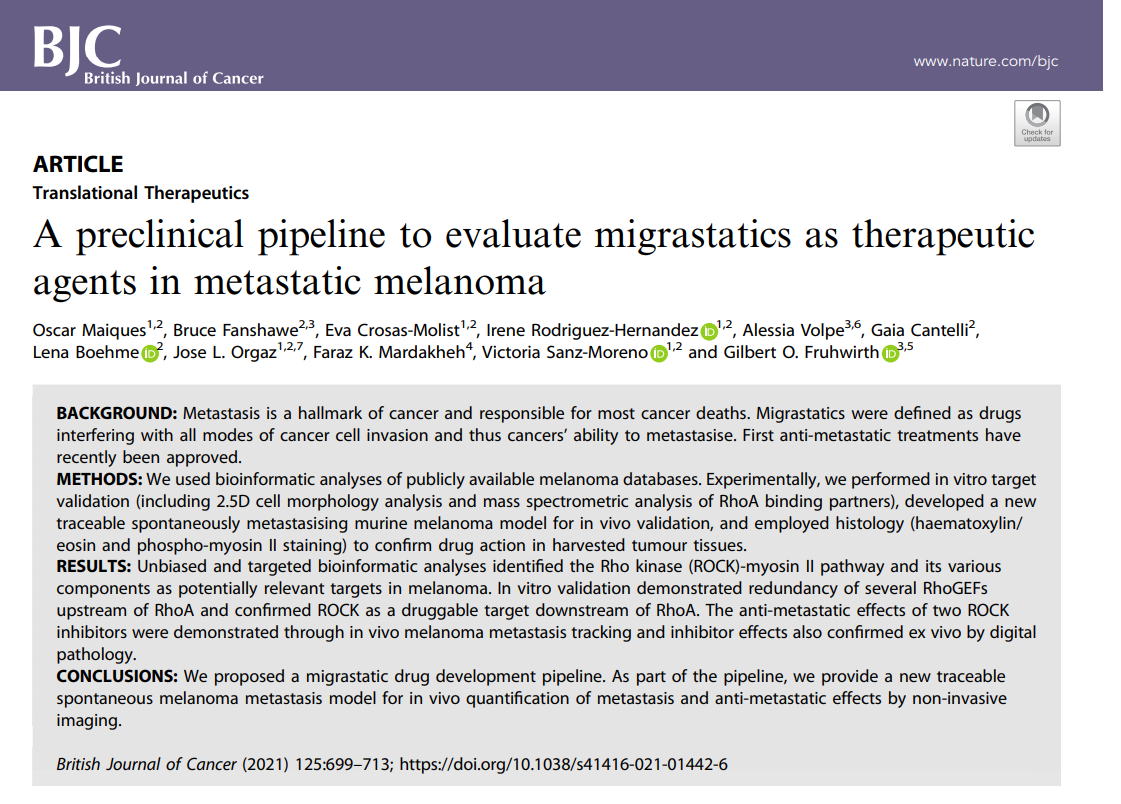 BJC
British Journal of Cancer
www.nature.com/bjc
Check for
updates
ARTICLE
Translational Therapeutics
A preclinical pipeline to evaluate migrastatics as therapeutic
agents in metastatic melanoma
Oscar Maiques1,2, Bruce Fanshawe2,3, Eva Crosas-Molist1,2, Irene Rodriguez-Hernandez iD 1,2, Alessia Volpe3,6, Gaia Cantelli2,
Lena Boehme iD 2, Jose L. Orgaz1,2,7, Faraz K. Mardakheh4, Victoria Sanz-Moreno iD 1,2 and Gilbert O. Fruhwirth iD 3,5
BACKGROUND: Metastasis is a hallmark of cancer and responsible for most cancer deaths. Migrastatics were defined as drugs
interfering with all modes of cancer cell invasion and thus cancers’ ability to metastasise. First anti-metastatic treatments have
recently been approved.
METHODS: We used bioinformatic analyses of publicly available melanoma databases. Experimentally, we performed in vitro target
validation (including 2.5D cell morphology analysis and mass spectrometric analysis of RhoA binding partners), developed a new
traceable spontaneously metastasising murine melanoma model for in vivo validation, and employed histology (haematoxylin/
eosin and phospho-myosin II staining) to confirm drug action in harvested tumour tissues.
RESULTS: Unbiased and targeted bioinformatic analyses identified the Rho kinase (ROCK)-myosin II pathway and its various
components as potentially relevant targets in melanoma. In vitro validation demonstrated redundancy of several RhoGEFs
upstream of RhoA and confirmed ROCK as a druggable target downstream of RhoA. The anti-metastatic effects of two ROCK
inhibitors were demonstrated through in vivo melanoma metastasis tracking and inhibitor effects also confirmed ex vivo by digital
pathology.
CONCLUSIONS: We proposed a migrastatic drug development pipeline. As part of the pipeline, we provide a new traceable
spontaneous melanoma metastasis model for in vivo quantification of metastasis and anti-metastatic effects by non-invasive
imaging.
British Journal of Cancer (2021) 125:699–713; https://doi.org/10.1038/s41416-021-01442-6